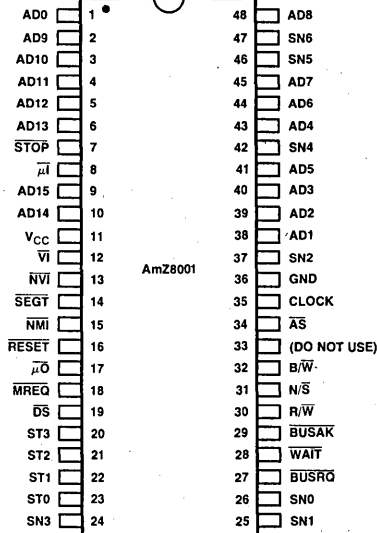 AD0 1 48 AD8
AD9 2 47 SN6
AD10 3 46 SN5
AD11 4 45 AD7
AD12 5 44 AD6
AD13 6 43 AD4
STOP 7 42 SN4
μI 8 41 AD5
AD15 9 40 AD3
AD14 10 39 AD2
VCC 11 38 AD1
VI 12 37 SN2
AmZ8001
NVI 13 36 GND
SEGT 14 35 CLOCK
NMI 15 34 AS
RESET 16 33 (DO NOT USE)
μO 17 32 B/W
MREQ 18 31 N/S
DS 19 30 R/W
ST3 20 29 BUSAK
ST2 21 28 WAIT
ST1 22 27 BUSRQ
ST0 23 26 SN0
SN3 24 25 SN1